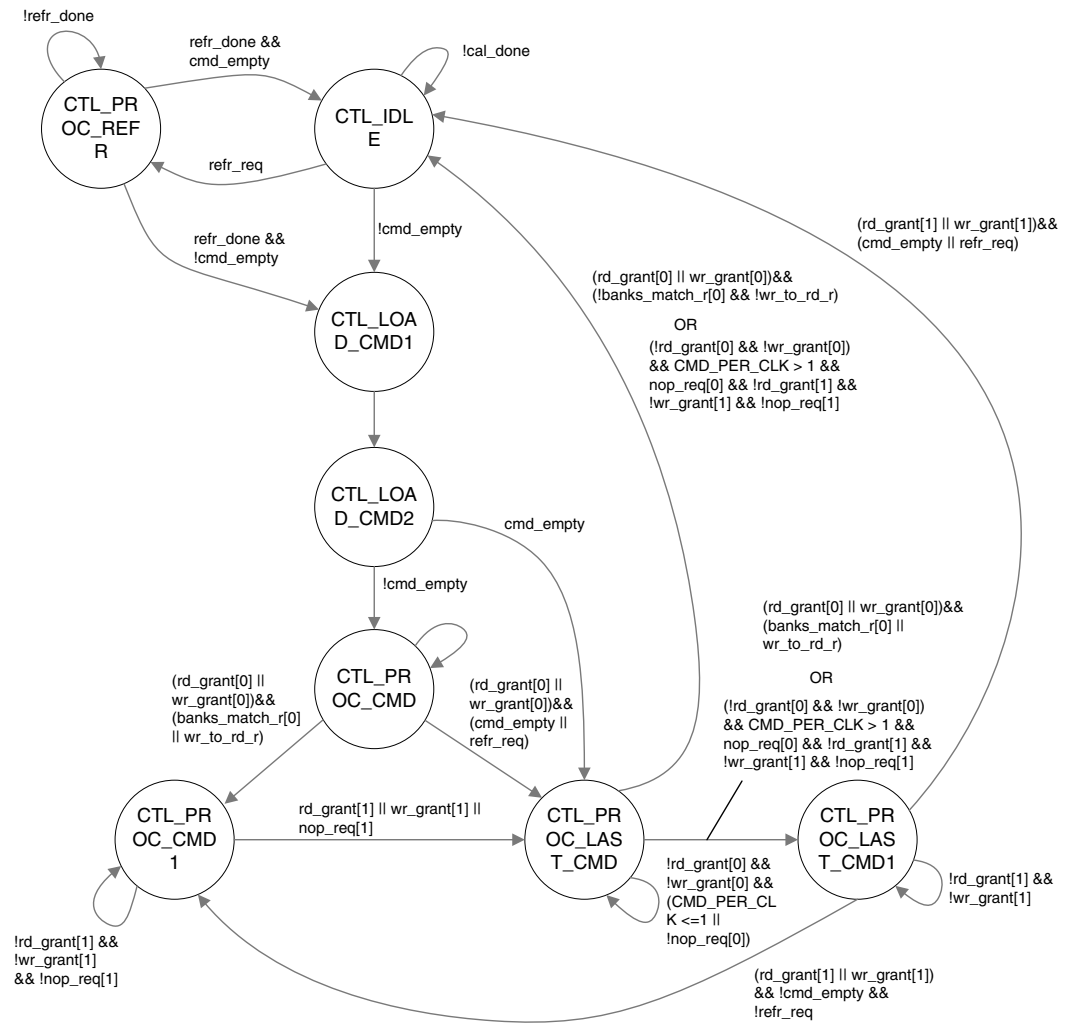 !refr_done
refr_done &&
cmd_empty
!cal_done
CTL_PR
OC_REF
R
CTL_IDL
E
refr_req
!cmd_empty
refr_done &&
!cmd_empty
(rd_grant[1] || wr_grant[1])&&
(cmd_empty || refr_req)
(rd_grant[0] || wr_grant[0])&&
(!banks_match_r[0] && !wr_to_rd_r)
OR
(!rd_grant[0] && !wr_grant[0])
&& CMD_PER_CLK > 1 &&
nop_req[0] && !rd_grant[1] &&
!wr_grant[1] && !nop_req[1]
CTL_LOA
D_CMD1
CTL_LOA
D_CMD2
cmd_empty
!cmd_empty
(rd_grant[0] || wr_grant[0])&&
(banks_match_r[0] ||
wr_to_rd_r)
OR
(!rd_grant[0] && !wr_grant[0])
&& CMD_PER_CLK > 1 &&
nop_req[0] && !rd_grant[1] &&
!wr_grant[1] && !nop_req[1]
CTL_PR
OC_CMD
(rd_grant[0] ||
wr_grant[0])&&
(banks_match_r[0]
|| wr_to_rd_r)
(rd_grant[0] ||
wr_grant[0])&&
(cmd_empty ||
refr_req)
CTL_PR
OC_CMD
1
rd_grant[1] || wr_grant[1] ||
nop_req[1]
CTL_PR
OC_LAS
T_CMD
CTL_PR
OC_LAS
T_CMD1
!rd_grant[0] &&
!wr_grant[0] &&
(CMD_PER_CL
K <=1 ||
!nop_req[0])
!rd_grant[1] &&
!wr_grant[1]
!rd_grant[1] &&
!wr_grant[1]
&& !nop_req[1]
(rd_grant[1] || wr_grant[1])
&& !cmd_empty &&
!refr_req